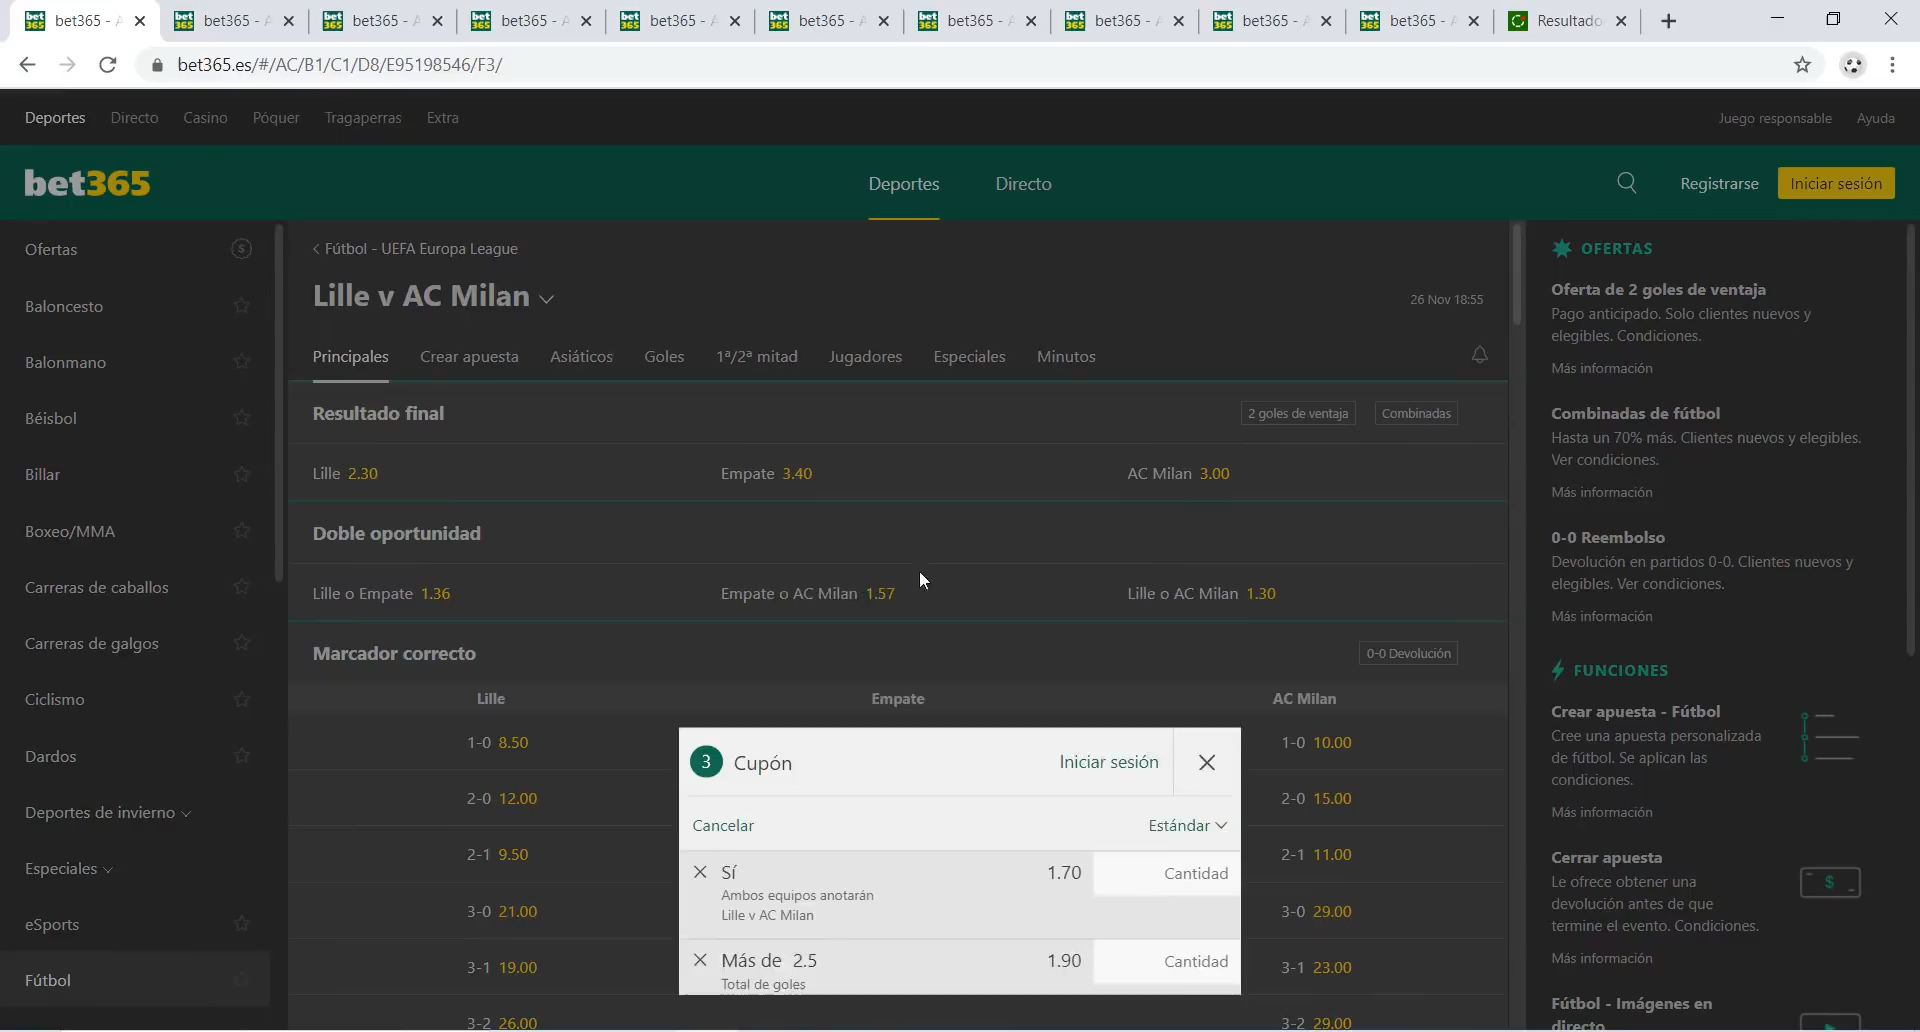 bet365 - A
bet365 - A
bet365 - A
bet365 - A
bet365 - A
bet365 - A
bet365 - A
bet365 - A
bet365 - A
bet365 - A
Resultado
bet365.es/#/AC/B1/C1/D8/E95198546/F3/
Deportes Directo Casino Póquer Tragaperras Extra
Juego responsable Ayuda
bet365
Deportes Directo
Registrarse Iniciar sesión
Ofertas
Baloncesto
Balonmano
Béisbol
Billar
Boxeo/MMA
Carreras de caballos
Carreras de galgos
Ciclismo
Dardos
Deportes de invierno
Especiales
eSports
Fútbol
< Fútbol - UEFA Europa League
Lille v AC Milan
26 Nov 18:55
Principales Crear apuesta Asiáticos Goles 1ª/2ª mitad Jugadores Especiales Minutos
Resultado final
2 goles de ventaja Combinadas
Lille 2.30 Empate 3.40 AC Milan 3.00
Doble oportunidad
Lille o Empate 1.36 Empate o AC Milan 1.57 Lille o AC Milan 1.30
Marcador correcto
0-0 Devolución
Lille Empate AC Milan
1-0 8.50 1-0 10.00
2-0 12.00 2-0 15.00
2-1 9.50 2-1 11.00
3-0 21.00 3-0 29.00
3-1 19.00 3-1 23.00
3-2 26.00 3-2 29.00
3 Cupón Iniciar sesión
Cancelar Estándar
Sí 1.70 Cantidad
Ambos equipos anotarán
Lille v AC Milan
Más de 2.5 1.90 Cantidad
Total de goles
OFERTAS
Oferta de 2 goles de ventaja
Pago anticipado. Solo clientes nuevos y
elegibles. Condiciones.
Más información
Combinadas de fútbol
Hasta un 70% más. Clientes nuevos y elegibles.
Ver condiciones.
Más información
0-0 Reembolso
Devolución en partidos 0-0. Clientes nuevos y
elegibles. Ver condiciones.
Más información
FUNCIONES
Crear apuesta - Fútbol
Cree una apuesta personalizada
de fútbol. Se aplican las
condiciones.
Más información
Cerrar apuesta
Le ofrece obtener una
devolución antes de que
termine el evento. Condiciones.
Más información
Fútbol - Imágenes en
directo